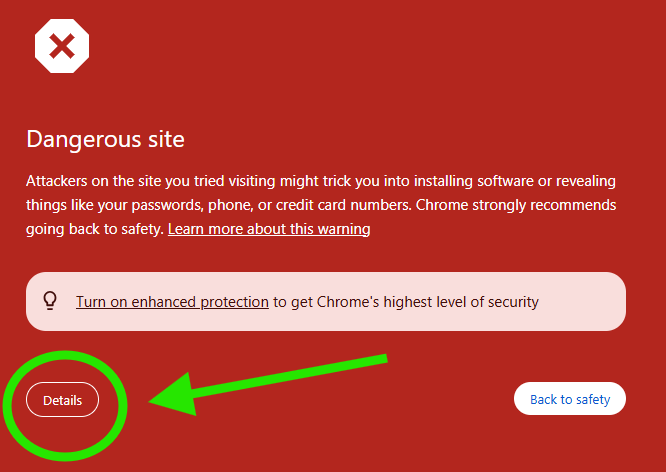 Dangerous site
Attackers on the site you tried visiting might trick you into installing software or revealing
things like your passwords, phone, or credit card numbers. Chrome strongly recommends
going back to safety. Learn more about this warning
Turn on enhanced protection to get Chrome's highest level of security
Details
Back to safety